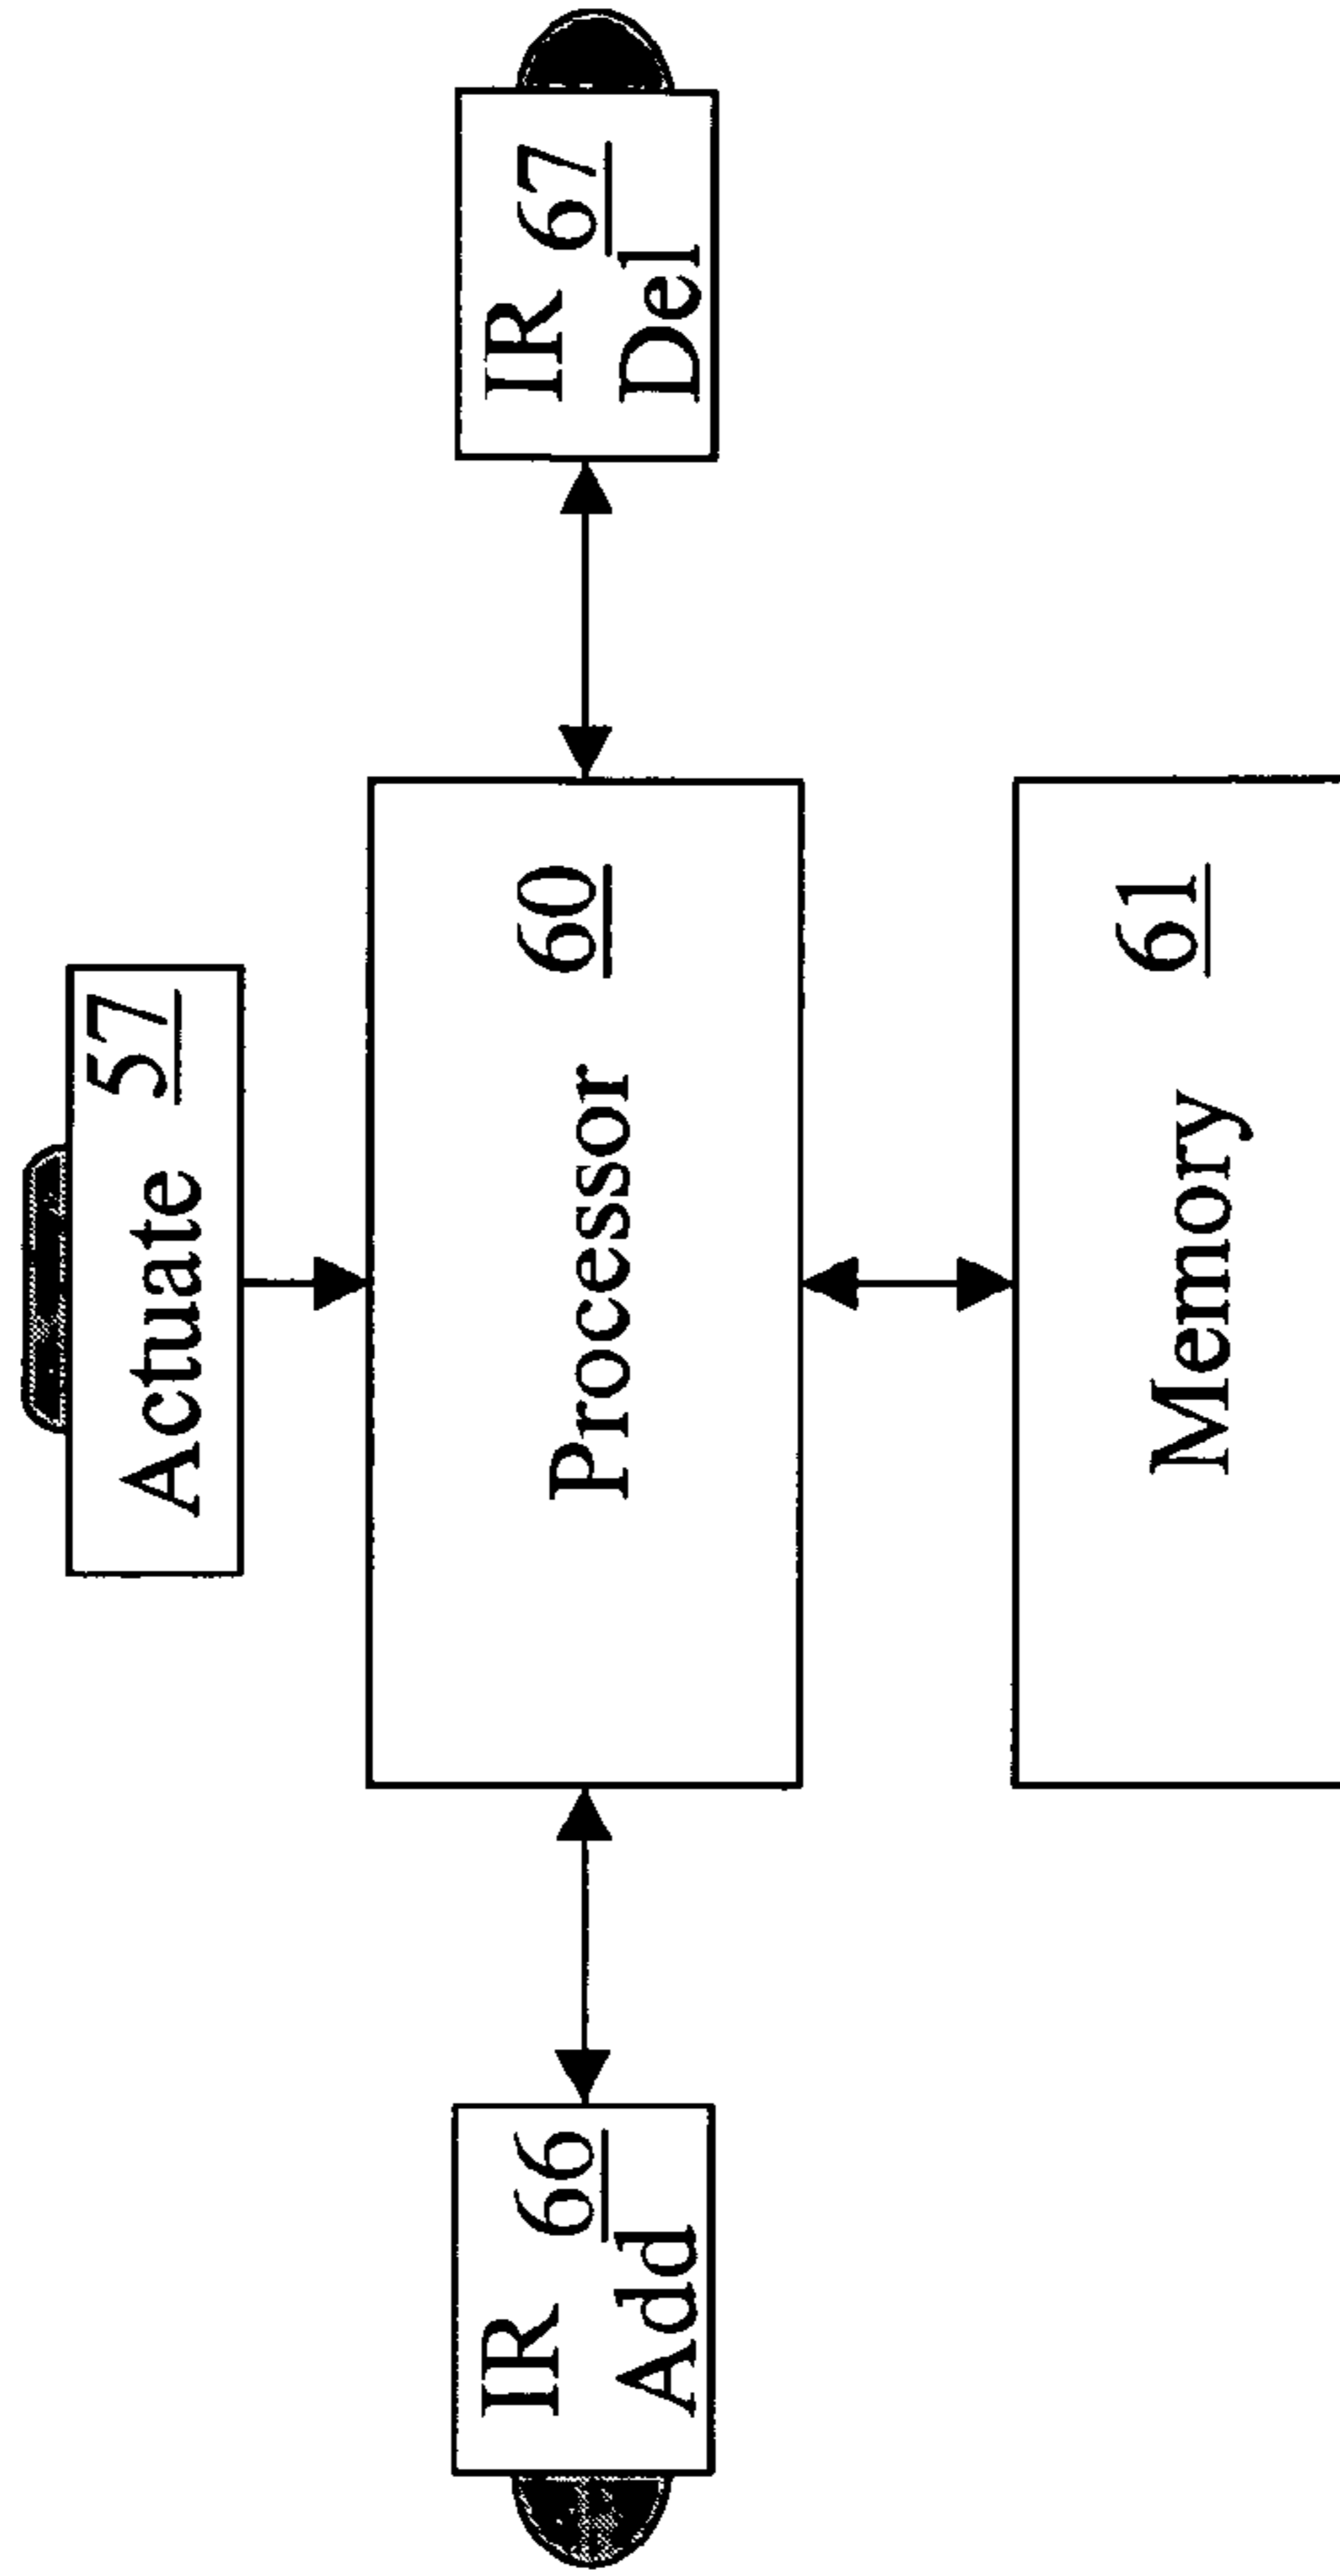 Actuate 57
IR 66
Add
Processor 60
IR 67
Del
Memory 61